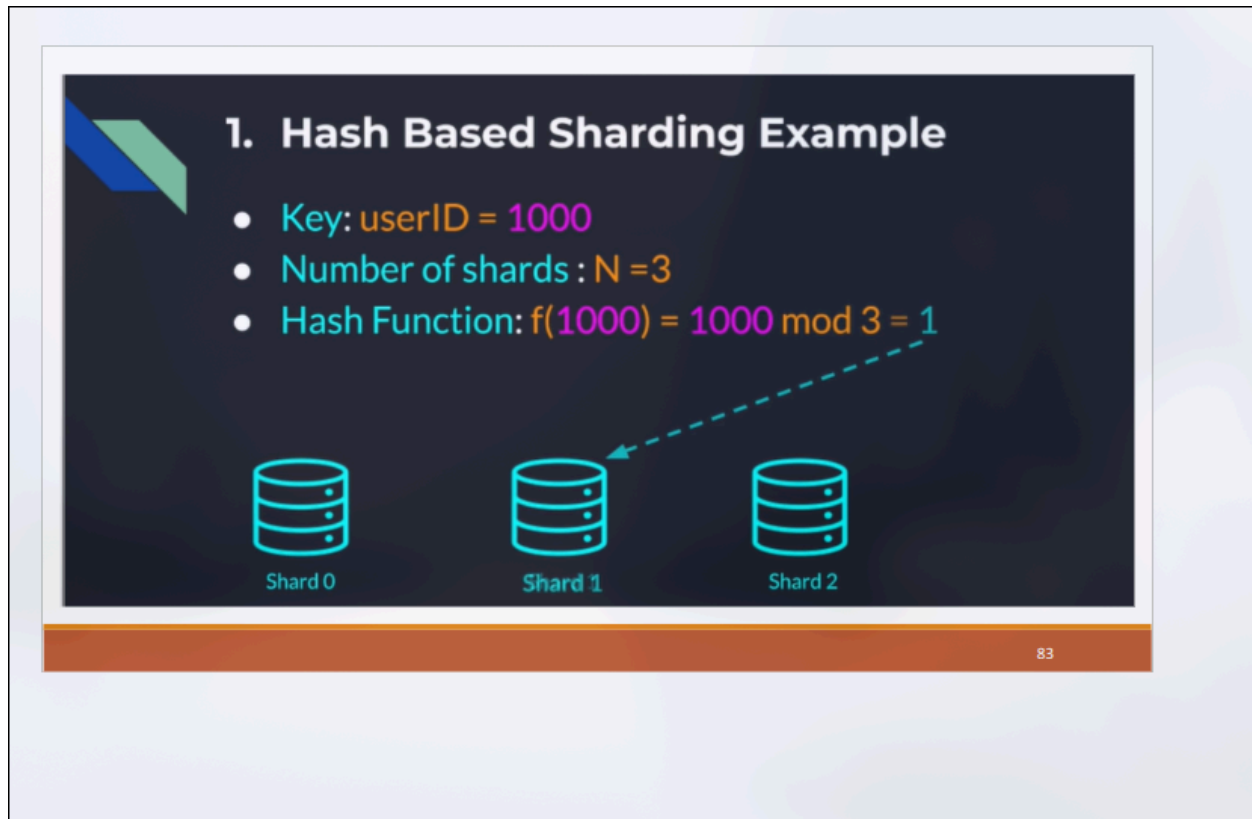 1. Hash Based Sharding Example
● Key: userID = 1000
● Number of shards : N =3
● Hash Function: f(1000) = 1000 mod 3 = 1
Shard 0 Shard 1 Shard 2
83